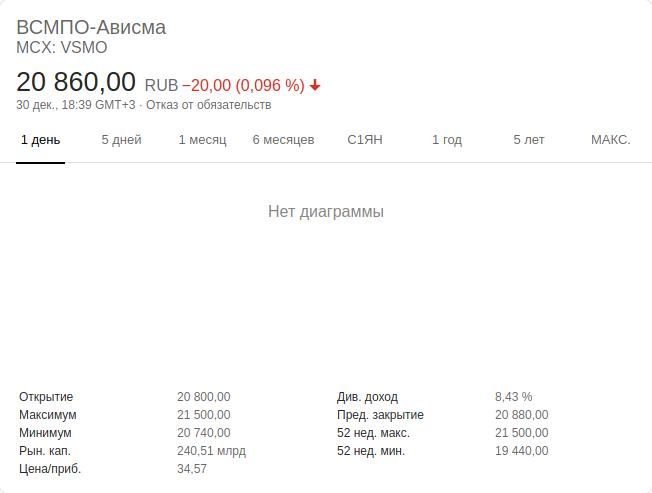 ВСМПО-Ависма
MCX: VSMO
20 860,00 RUB −20,00 (0,096 %)
30 дек., 18:39 GMT+3 · Отказ от обязательств
1 день 5 дней 1 месяц 6 месяцев С1ЯН 1 год 5 лет МАКС.
Нет диаграммы
Открытие 20 800,00 Див. доход 8,43 %
Максимум 21 500,00 Пред. закрытие 20 880,00
Минимум 20 740,00 52 нед. макс. 21 500,00
Рын. кап. 240,51 млрд 52 нед. мин. 19 440,00
Цена/приб. 34,57